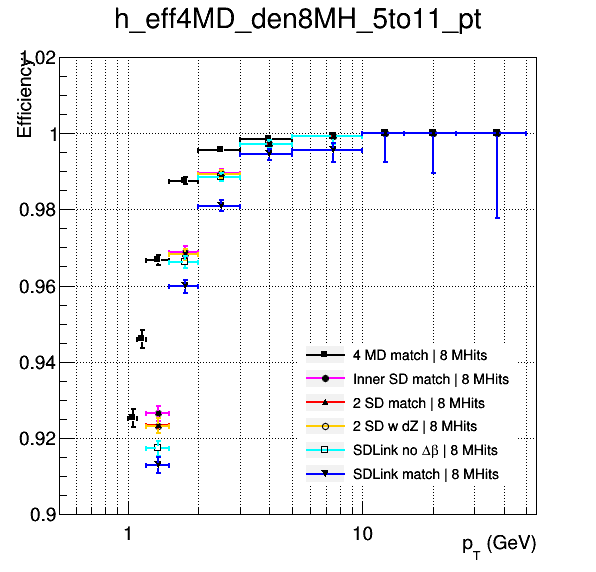 h_eff4MD_den8MH_5to11_pt
Efficiency
1.02
1
0.98
0.96
0.94
0.92
0.9
4 MD match | 8 MHits
Inner SD match | 8 MHits
2 SD match | 8 MHits
2 SD w dZ | 8 MHits
SDLink no Δβ | 8 MHits
SDLink match | 8 MHits
1
10
p_T (GeV)